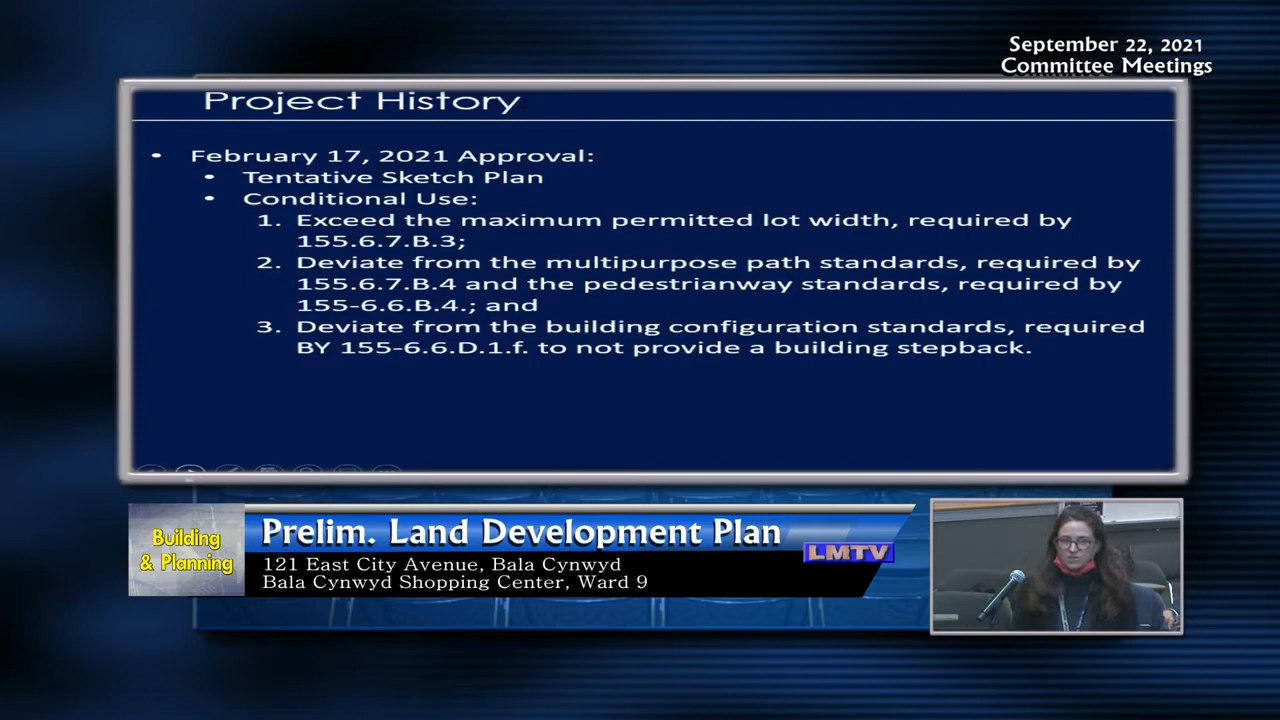 September 22, 2021
Committee Meetings
Project History
• February 17, 2021 Approval:
• Tentative Sketch Plan
• Conditional Use:
1. Exceed the maximum permitted lot width, required by
155.6.7.B.3;
2. Deviate from the multipurpose path standards, required by
155.6.7.B.4 and the pedestrianway standards, required by
155-6.6.B.4.; and
3. Deviate from the building configuration standards, required
BY 155-6.6.D.1.f. to not provide a building stepback.
Building
& Planning
Prelim. Land Development Plan
121 East City Avenue, Bala Cynwyd
Bala Cynwyd Shopping Center, Ward 9
LMTV